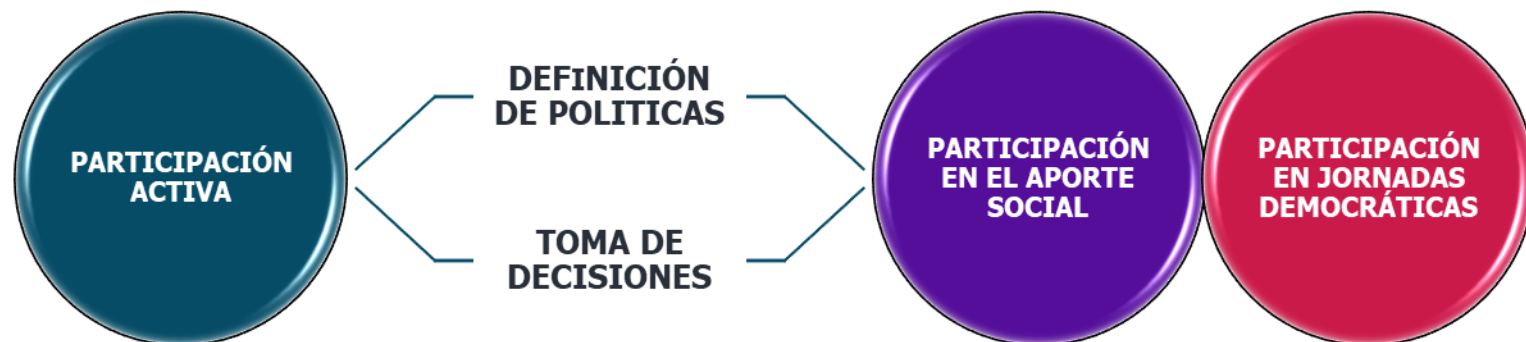 PARTICIPACIÓN
ACTIVA
DEFINICIÓN
DE POLITICAS
TOMA DE
DECISIONES
PARTICIPACIÓN
EN EL APORTE
SOCIAL
PARTICIPACIÓN
EN JORNADAS
DEMOCRÁTICAS